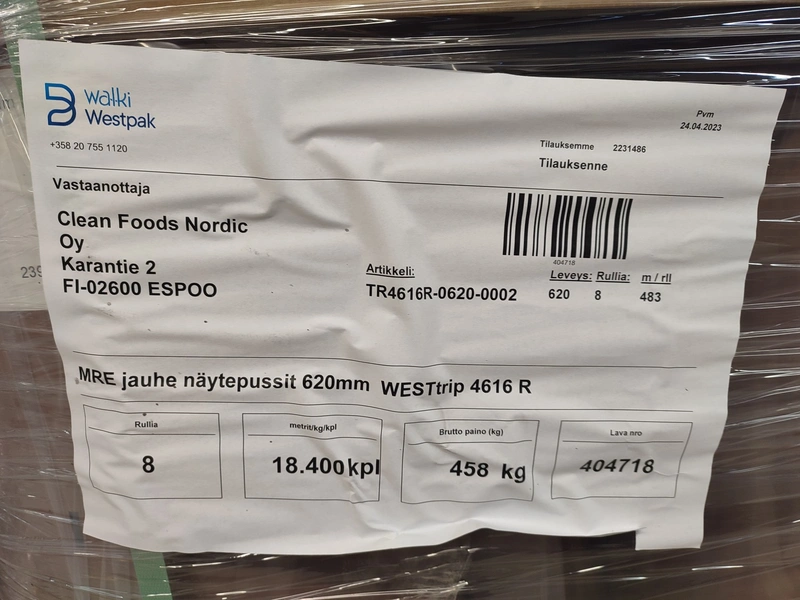 walki
Westpak
+358 20 755 1120
Pvm
24.04.2023
Tilauksemme 2231486
Tilauksenne
Vastaanottaja
Clean Foods Nordic
Oy
Karantie 2
FI-02600 ESPOO
404718
Artikkeli:
TR4616R-0620-0002
Leveys: Rullia: m / rll
620 8 483
MRE jauhe näytepussit 620mm WESTtrip 4616 R
Rullia
8
metrit/kg/kpl
18.400 kpl
Brutto paino (kg)
458 kg
Lava nro
404718